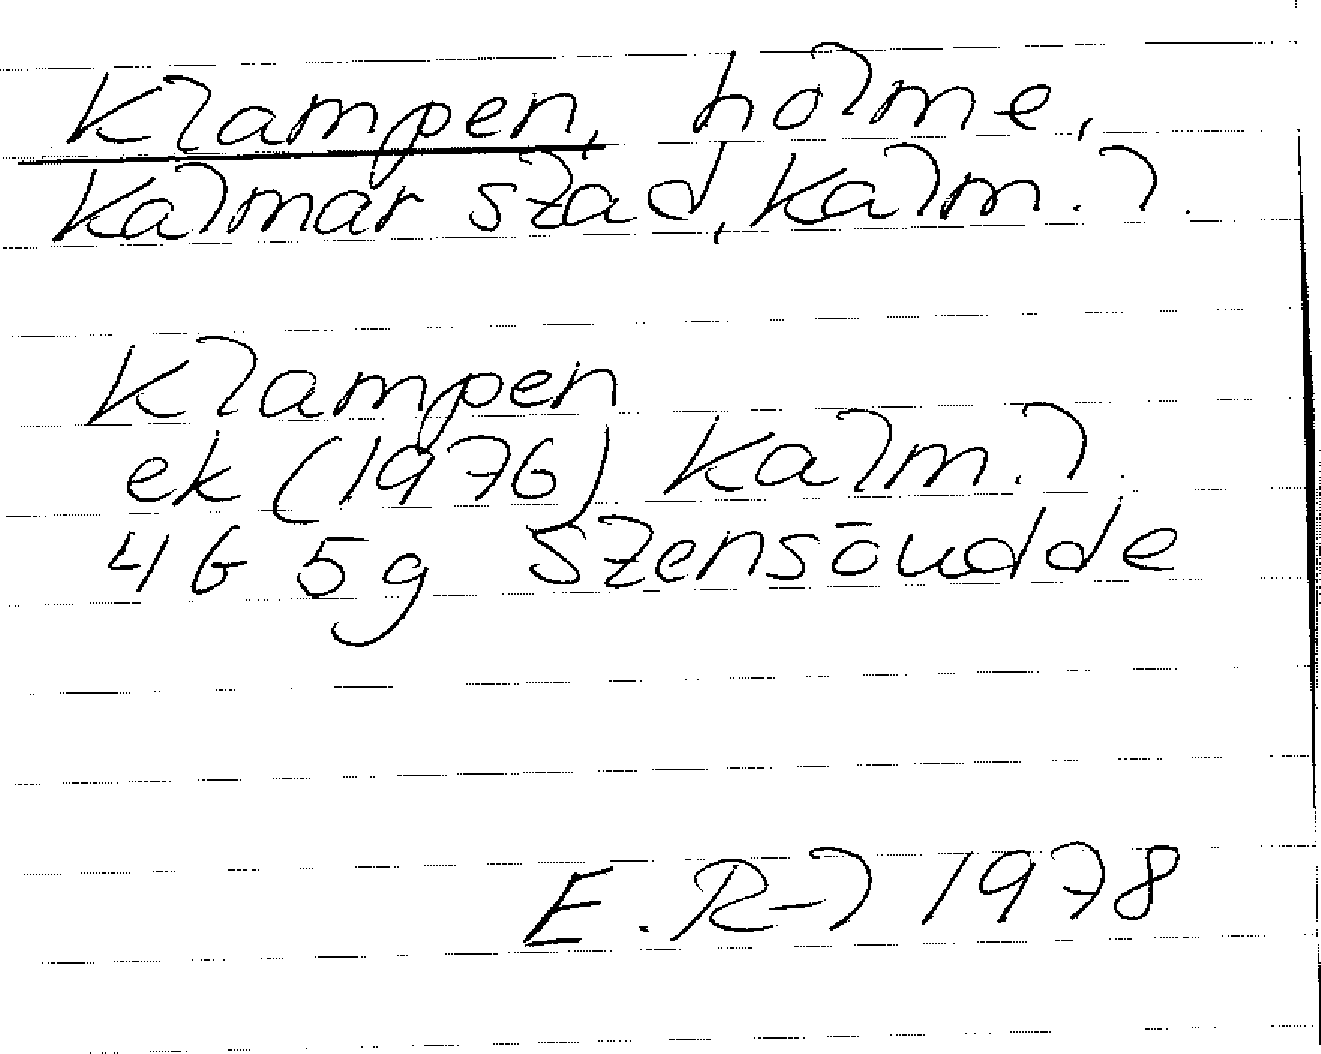 Klampen, holme,
Kalmar stad, Kalm. l.
Klampen
ek (1976) Kalm. l.
4G 5g Stensöudde
E. R-l 1978